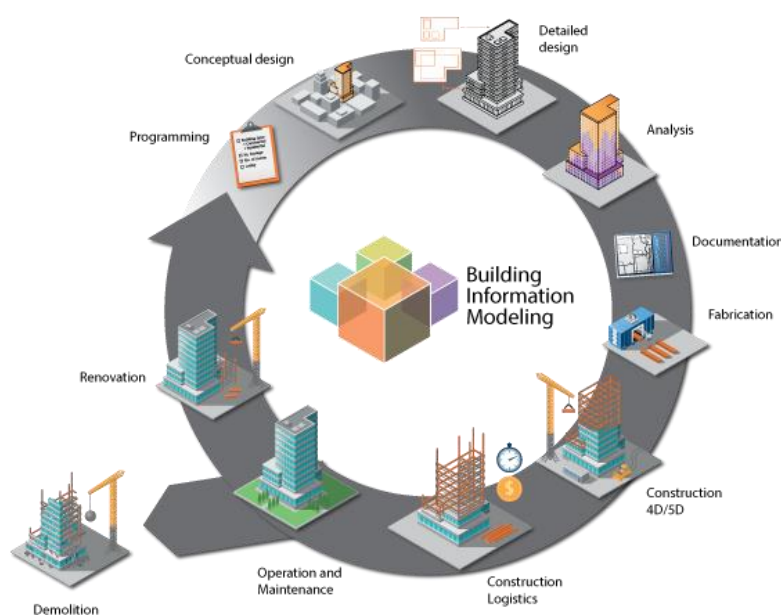 Conceptual design
Detailed
design
Programming
Analysis
Documentation
Building
Information
Modeling
Fabrication
Renovation
Construction
4D/5D
Construction
Logistics
Operation and
Maintenance
Demolition
$